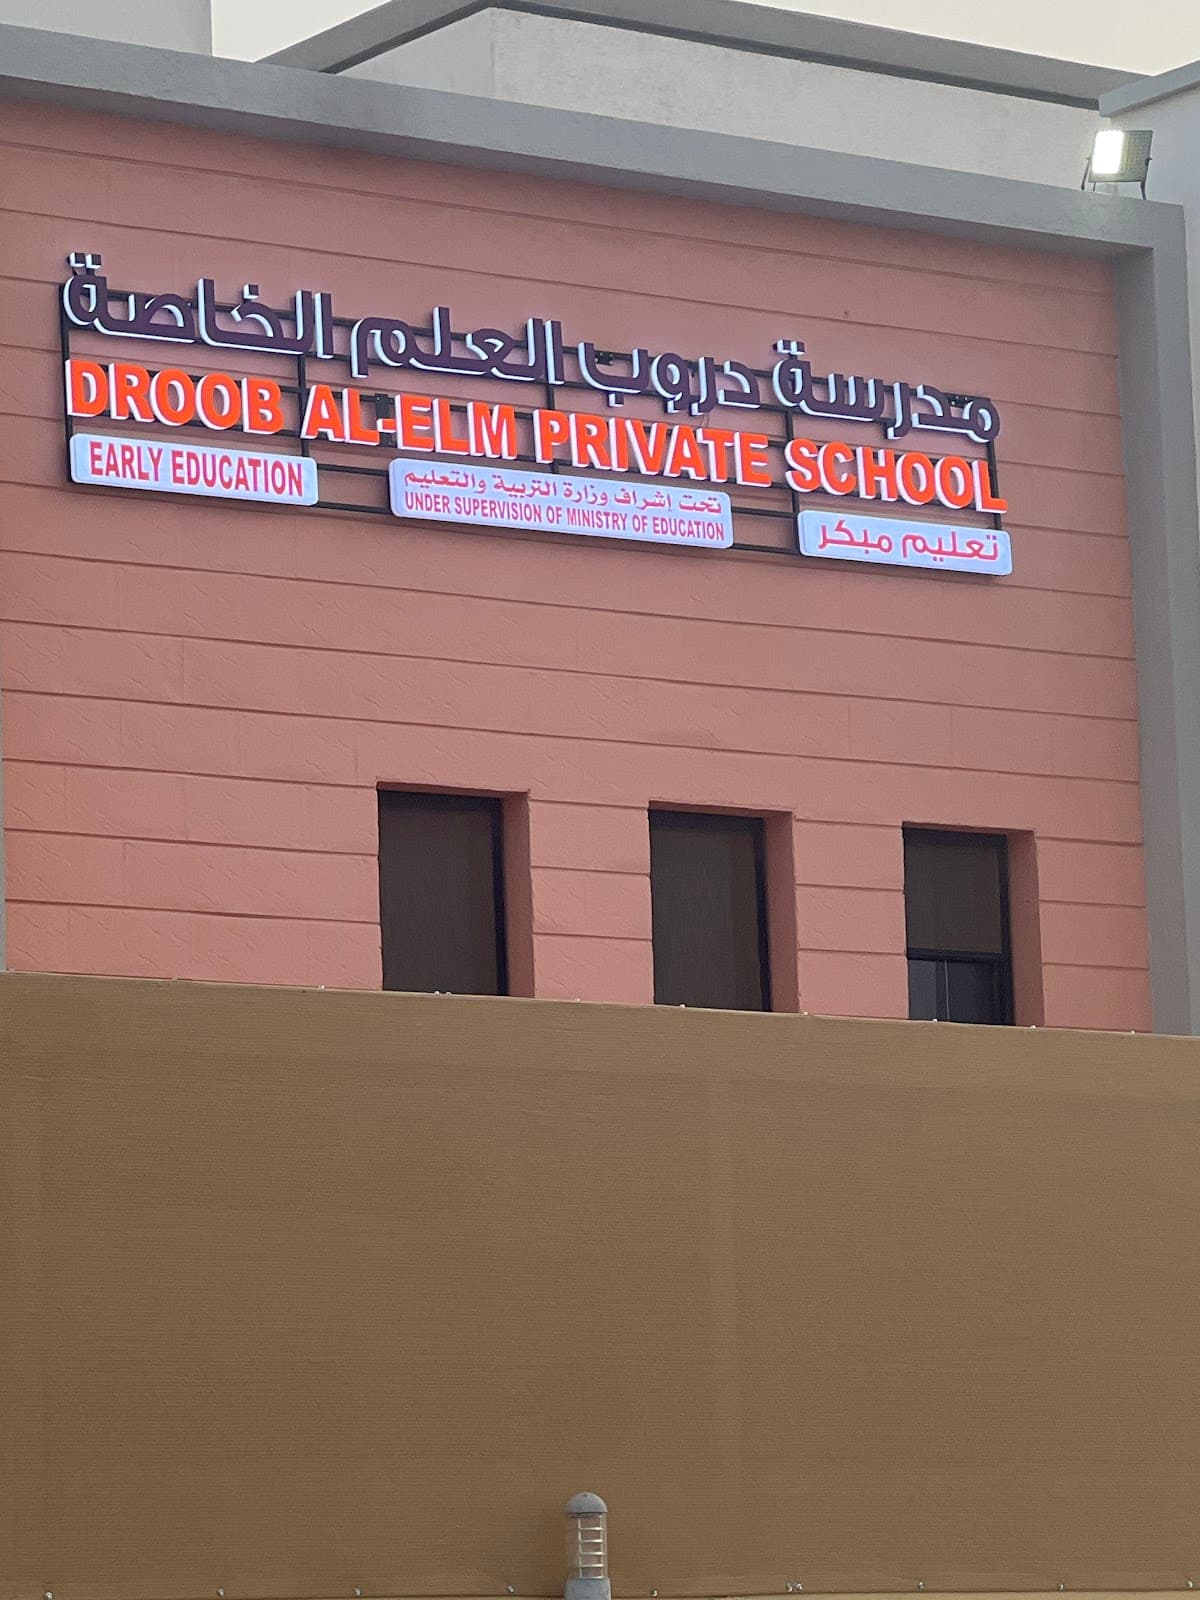 مدرسة دروب العلم الخاصة
DROOB AL-ELM PRIVATE SCHOOL
EARLY EDUCATION
تحت إشراف وزارة التربية والتعليم
UNDER SUPERVISION OF MINISTRY OF EDUCATION
تعليم مبكر